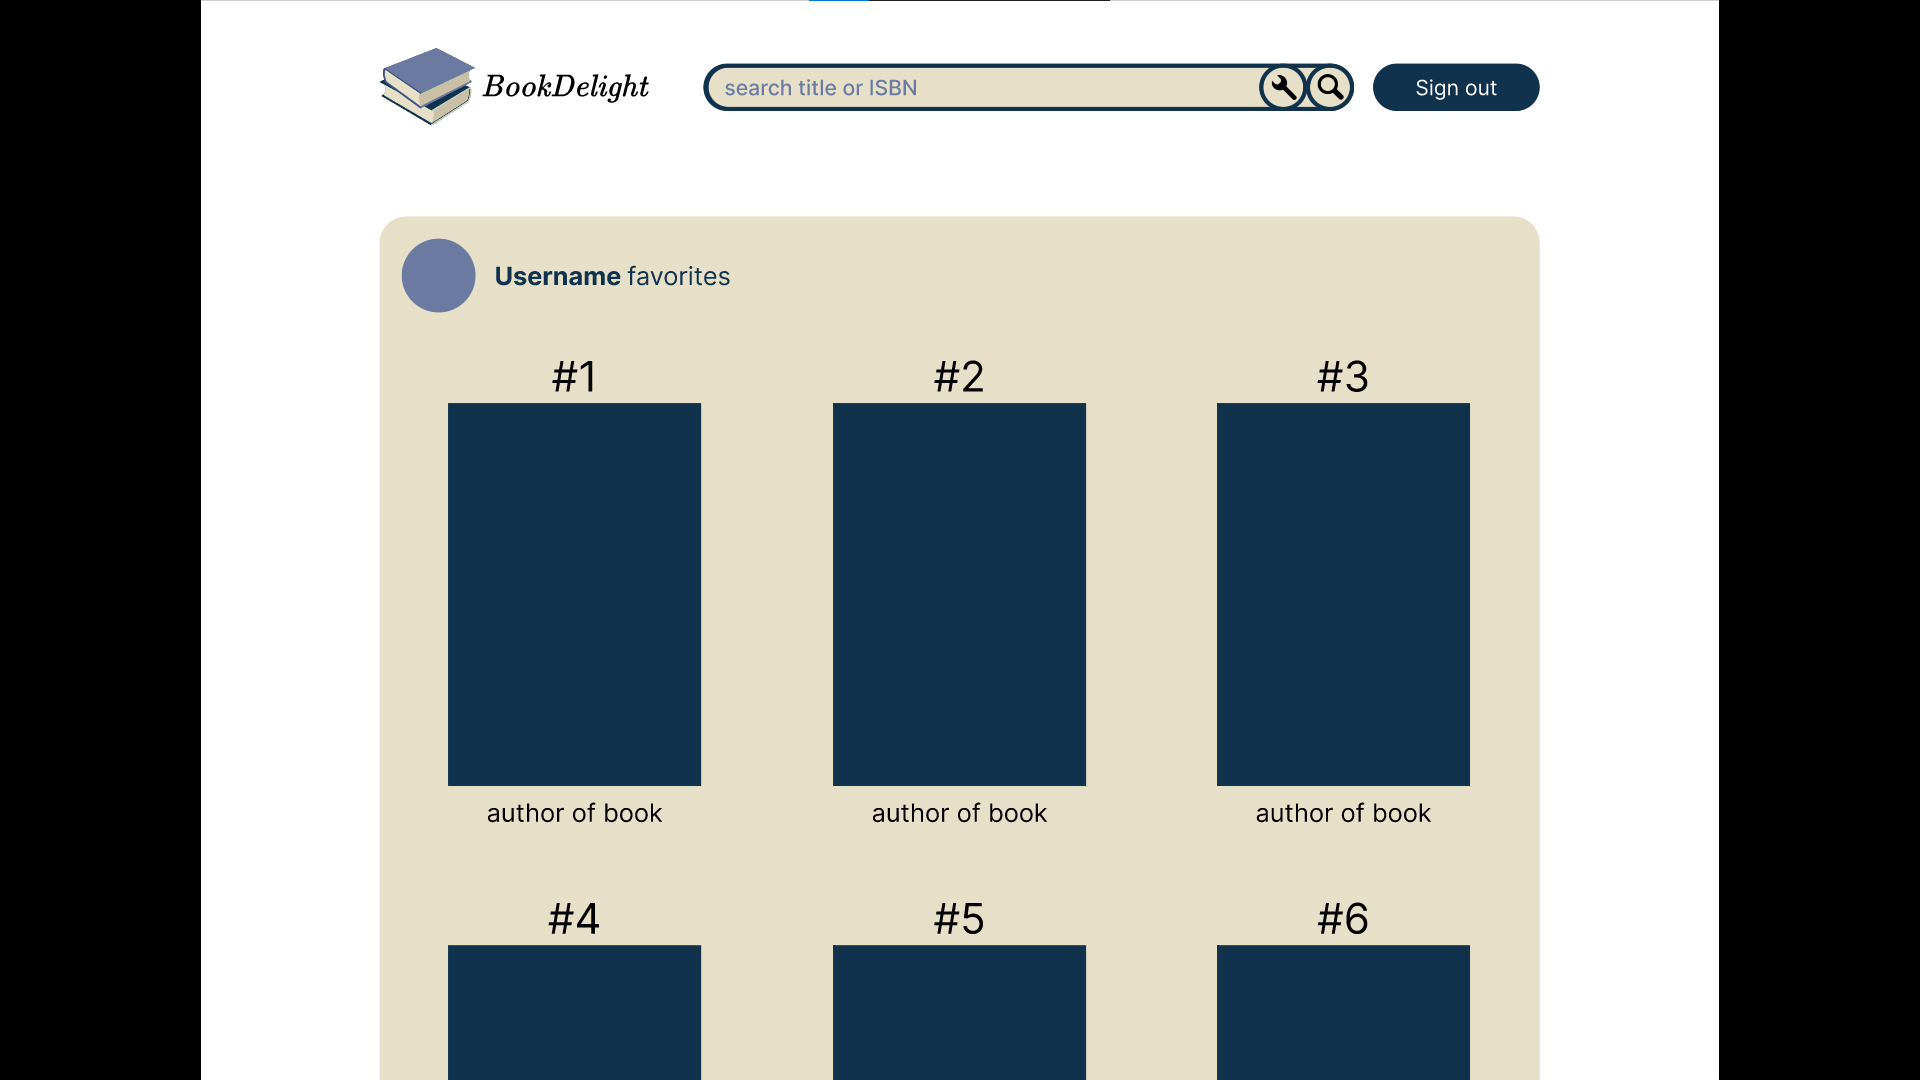 BookDelight
search title or ISBN
Sign out
Username favorites
#1
#2
#3
author of book
author of book
author of book
#4
#5
#6